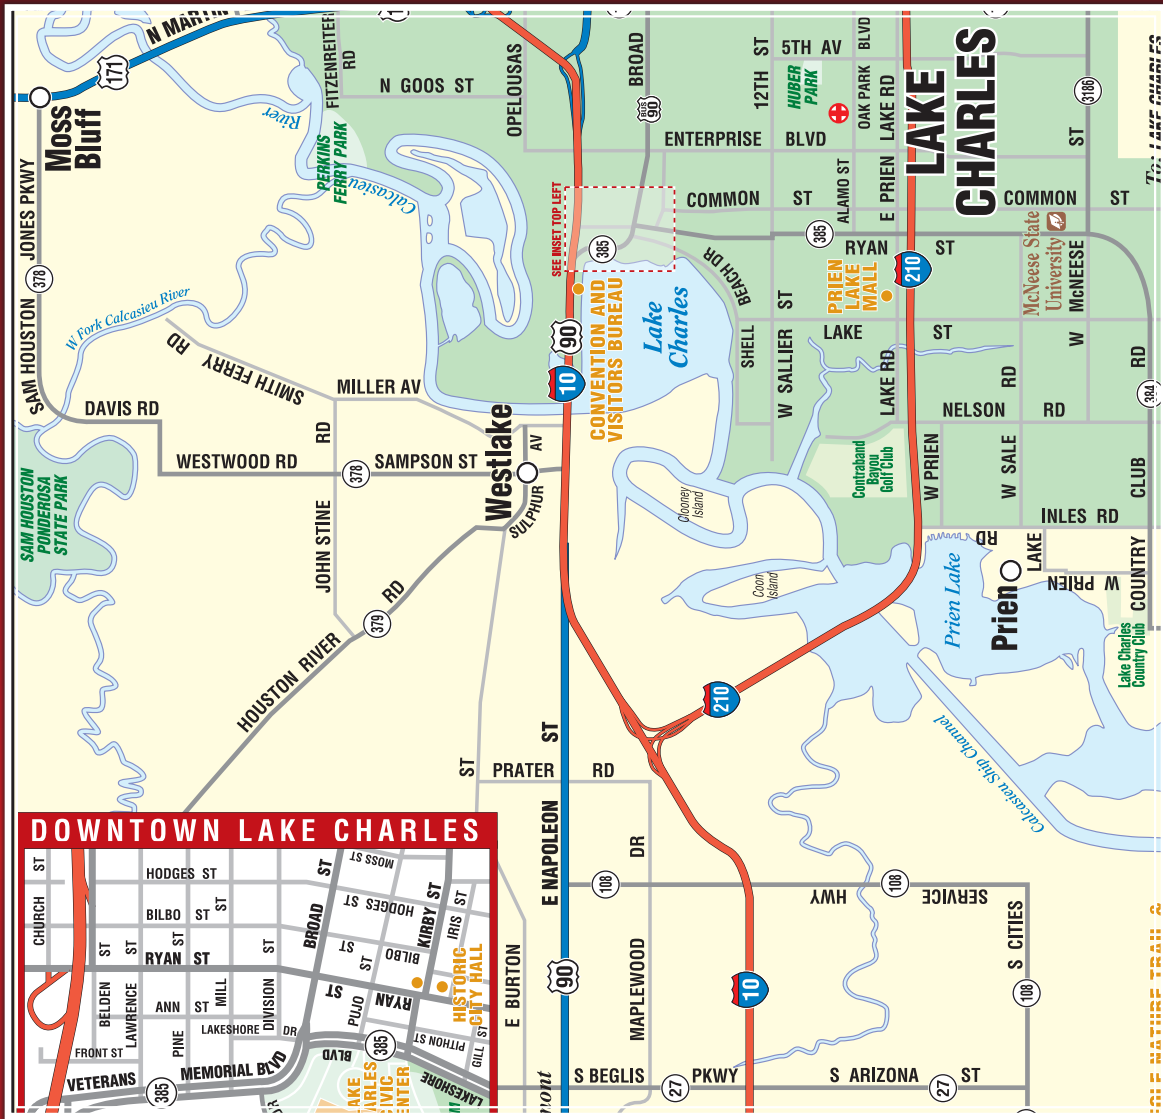 N MARTIN
171
Moss
Bluff
FITZENREITER
RD
N GOOS ST
OPELOUSAS
BROAD
BUS
90
12TH ST
5TH AV
BLVD
HUBER
PARK
OAK PARK
E PRIEN LAKE RD
LAKE
CHARLES
3186
ST
ENTERPRISE BLVD
River
PERKINS
FERRY PARK
Calcasieu
SEE INSET TOP LEFT
COMMON ST
ALAMO ST
COMMON ST
385
385
RYAN ST
BEACH DR
PRIEN
LAKE
MALL
210
McNeese State
University
W McNEESE
SAM HOUSTON JONES PKWY
378
W Fork Calcasieu River
CONVENTION AND
VISITORS BUREAU
Lake
Charles
90
10
SHELL
W SALLIER ST
LAKE ST
LAKE RD
SMITH FERRY RD
MILLER AV
DAVIS RD
RD
384
NELSON RD
RD
WESTWOOD RD
378
SAMPSON ST
Westlake
AV
SULPHUR
JOHN STINE
RD
SAM HOUSTON
PONDEROSA
STATE PARK
Clooney
Island
Contraband
Bayou
Golf Club
W PRIEN
W SALE
CLUB
INLES RD
RD
LAKE
W PRIEN
COUNTRY
Coon
Island
Prien Lake
Prien
Lake Charles
Country Club
HOUSTON RIVER RD
379
210
Calcasieu Ship Channel
ST
PRATER RD
ST
E NAPOLEON
DR
108
HWY
108
SERVICE
S CITIES
108
90
MAPLEWOOD
E BURTON
10
S BEGLIS PKWY
27
S ARIZONA ST
27
DOWNTOWN LAKE CHARLES
CHURCH ST
HODGES ST
BILBO ST
ST
RYAN ST
ST
ST
ST
ST
BELDEN
LAWRENCE
ANN ST
MILL
DIVISION
LAKESHORE DR
PINE
FRONT ST
VETERANS
385
MEMORIAL BLVD
BROAD ST
MOSS ST
HODGES ST
KIRBY ST
IRIS ST
BILBO
ST
ST
PUJO
RYAN
ST
HISTORIC
CITY HALL
PITHON ST
GILL ST
385
BLVD
LAKESHORE